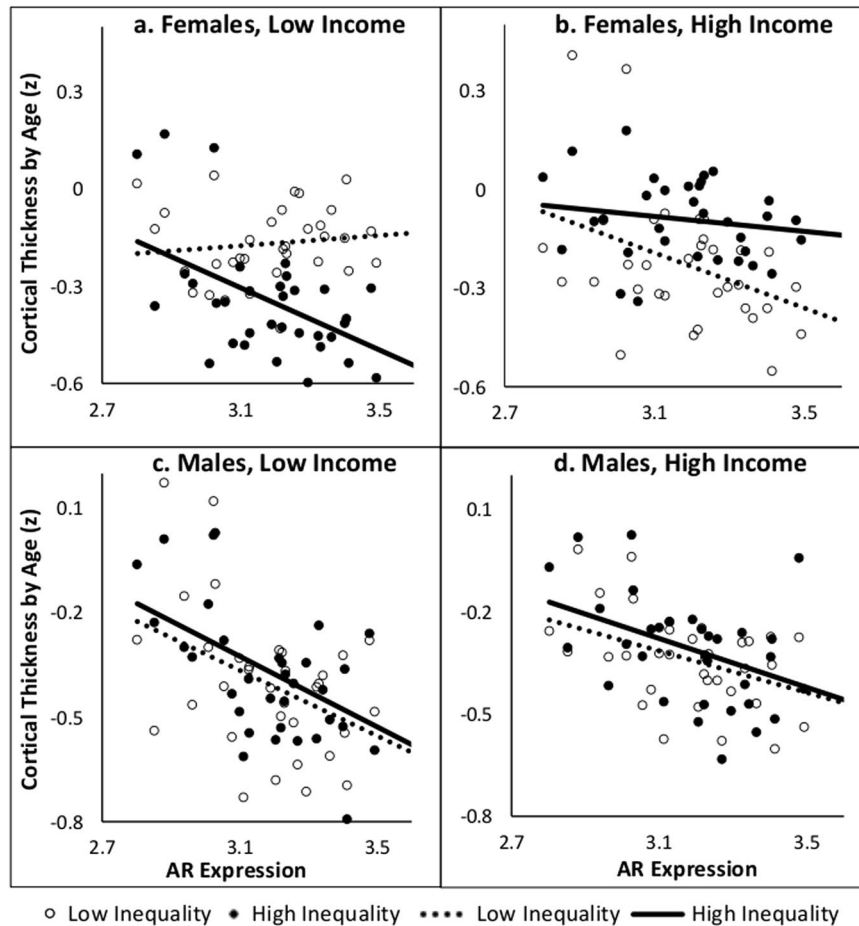 a. Females, Low Income
b. Females, High Income
Cortical Thickness by Age (z)
0.3
0
-0.3
-0.6
2.7 3.1 3.5
0.3
0
-0.3
-0.6
2.7 3.1 3.5
c. Males, Low Income
d. Males, High Income
Cortical Thickness by Age (z)
0.1
-0.2
-0.5
-0.8
2.7 3.1 3.5
AR Expression
0.1
-0.2
-0.5
-0.8
2.7 3.1 3.5
AR Expression
Low Inequality High Inequality Low Inequality High Inequality